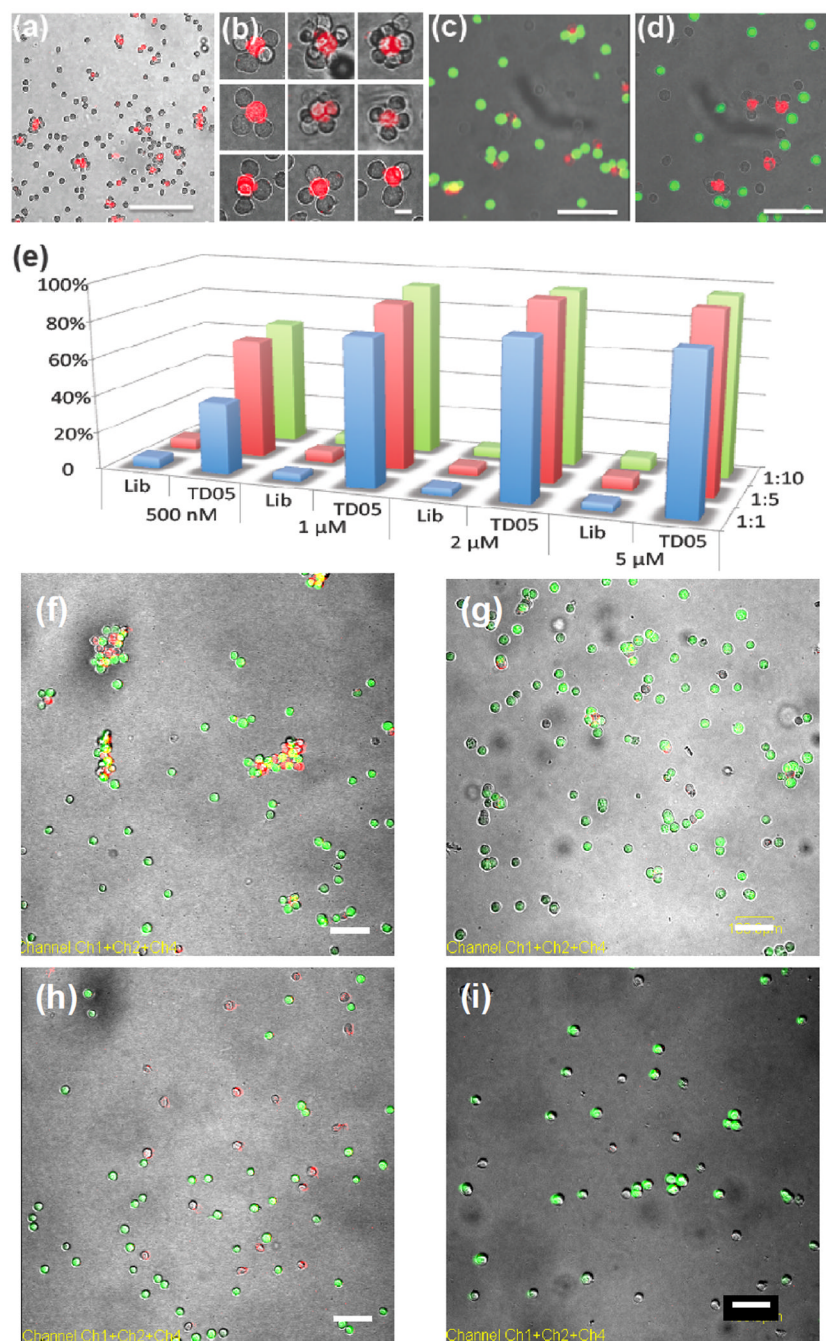 (a)
(b)
(c)
(d)
(e)
100%
80%
60%
40%
20%
0
Lib TD05 Lib TD05 Lib TD05 Lib TD05
500 nM 1 µM 2 µM 5 µM
1:10
1:5
1:1
(f)
(g)
Channel Ch1+Ch2+Ch4
Channel Ch1+Ch2+Ch4
(h)
(i)
Channel Ch1+Ch2+Ch4
Channel Ch1+Ch2+Ch4